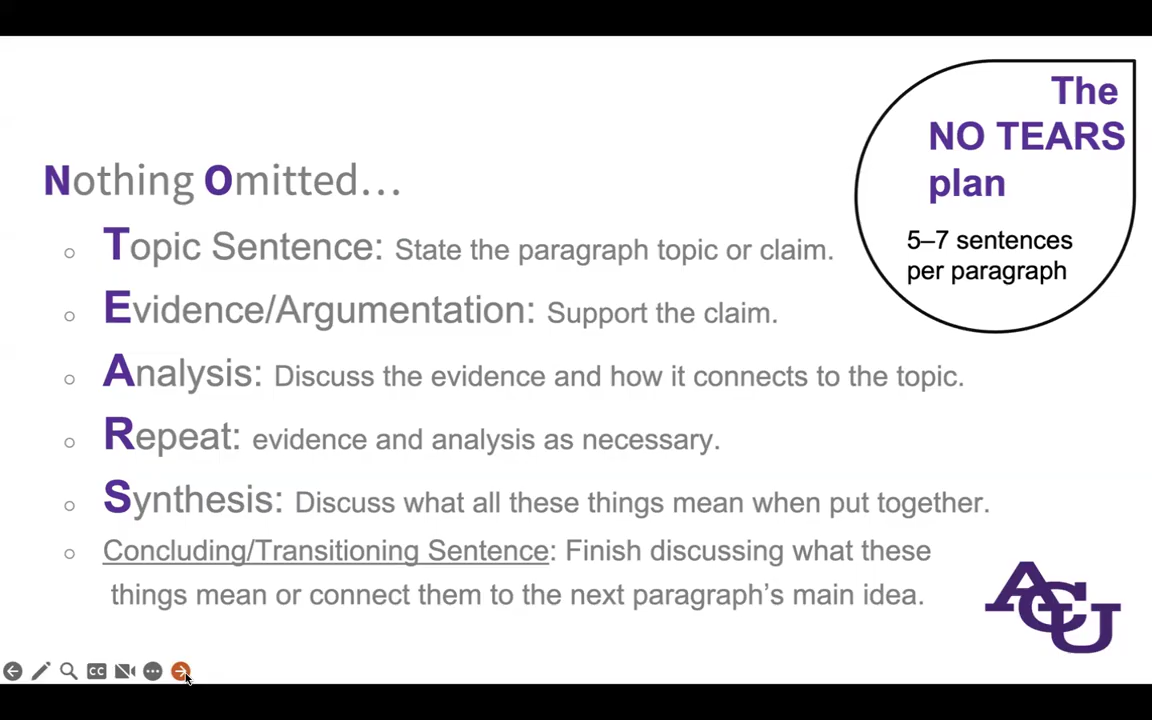 The
NO TEARS
plan
5–7 sentences
per paragraph
Nothing Omitted…
Topic Sentence: State the paragraph topic or claim.
Evidence/Argumentation: Support the claim.
Analysis: Discuss the evidence and how it connects to the topic.
Repeat: evidence and analysis as necessary.
Synthesis: Discuss what all these things mean when put together.
Concluding/Transitioning Sentence: Finish discussing what these
things mean or connect them to the next paragraph’s main idea.
ACU
CC